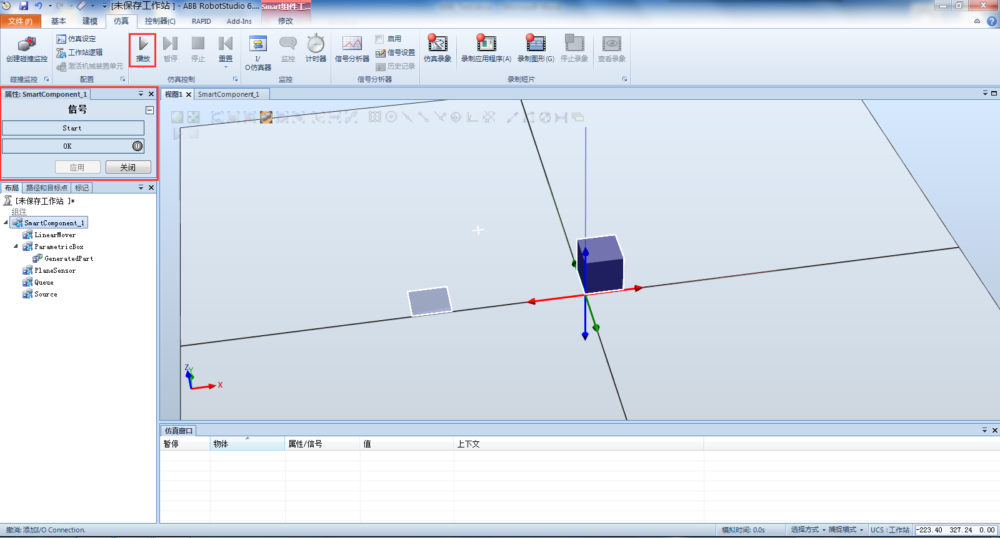 [未保存工作站 ] - ABB RobotStudio 6....
Smart组件工...
文件 (F)
基本
建模
仿真
控制器(C)
RAPID
Add-Ins
修改
创建碰撞监控
仿真设定
工作站逻辑
激活机械装置单元
播放
暂停
停止
重置
I/
O仿真器
监控
计时器
信号分析器
启用
信号设置
历史记录
仿真录象
录制应用程序(A)
录制图形(G)
停止录象
查看录象
碰撞监控
配置
仿真控制
监控
信号分析器
录制短片
属性: SmartComponent_1
信号
Start
OK
应用
关闭
视图1
SmartComponent_1
布局
路径和目标点
标记
[未保存工作站 ]*
组件
SmartComponent_1
LinearMover
ParametricBox
GeneratedPart
PlaneSensor
Queue
Source
Z
Y
X
仿真窗口
暂停
物体
属性/信号
值
上下文
撤消: 添加I/O Connection.
模拟时间: 0.0s
选择方式
捕捉模式
UCS : 工作站
-223.40 327.24 0.00